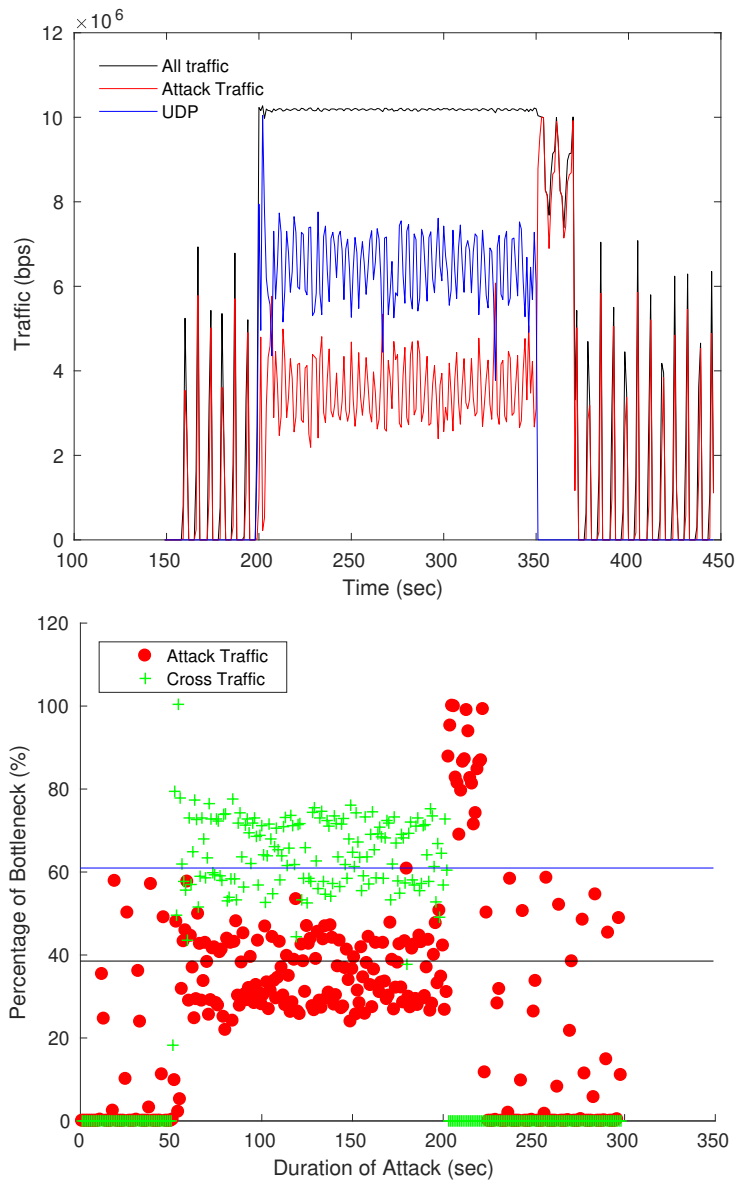 × 10 6
12
10
8
6
4
2
0
Traffic (bps)
All traffic
Attack Traffic
UDP
100 150 200 250 300 350 400 450
Time (sec)
120
100
80
60
40
20
0
Percentage of Bottleneck (%)
Attack Traffic
Cross Traffic
0 50 100 150 200 250 300 350
Duration of Attack (sec)